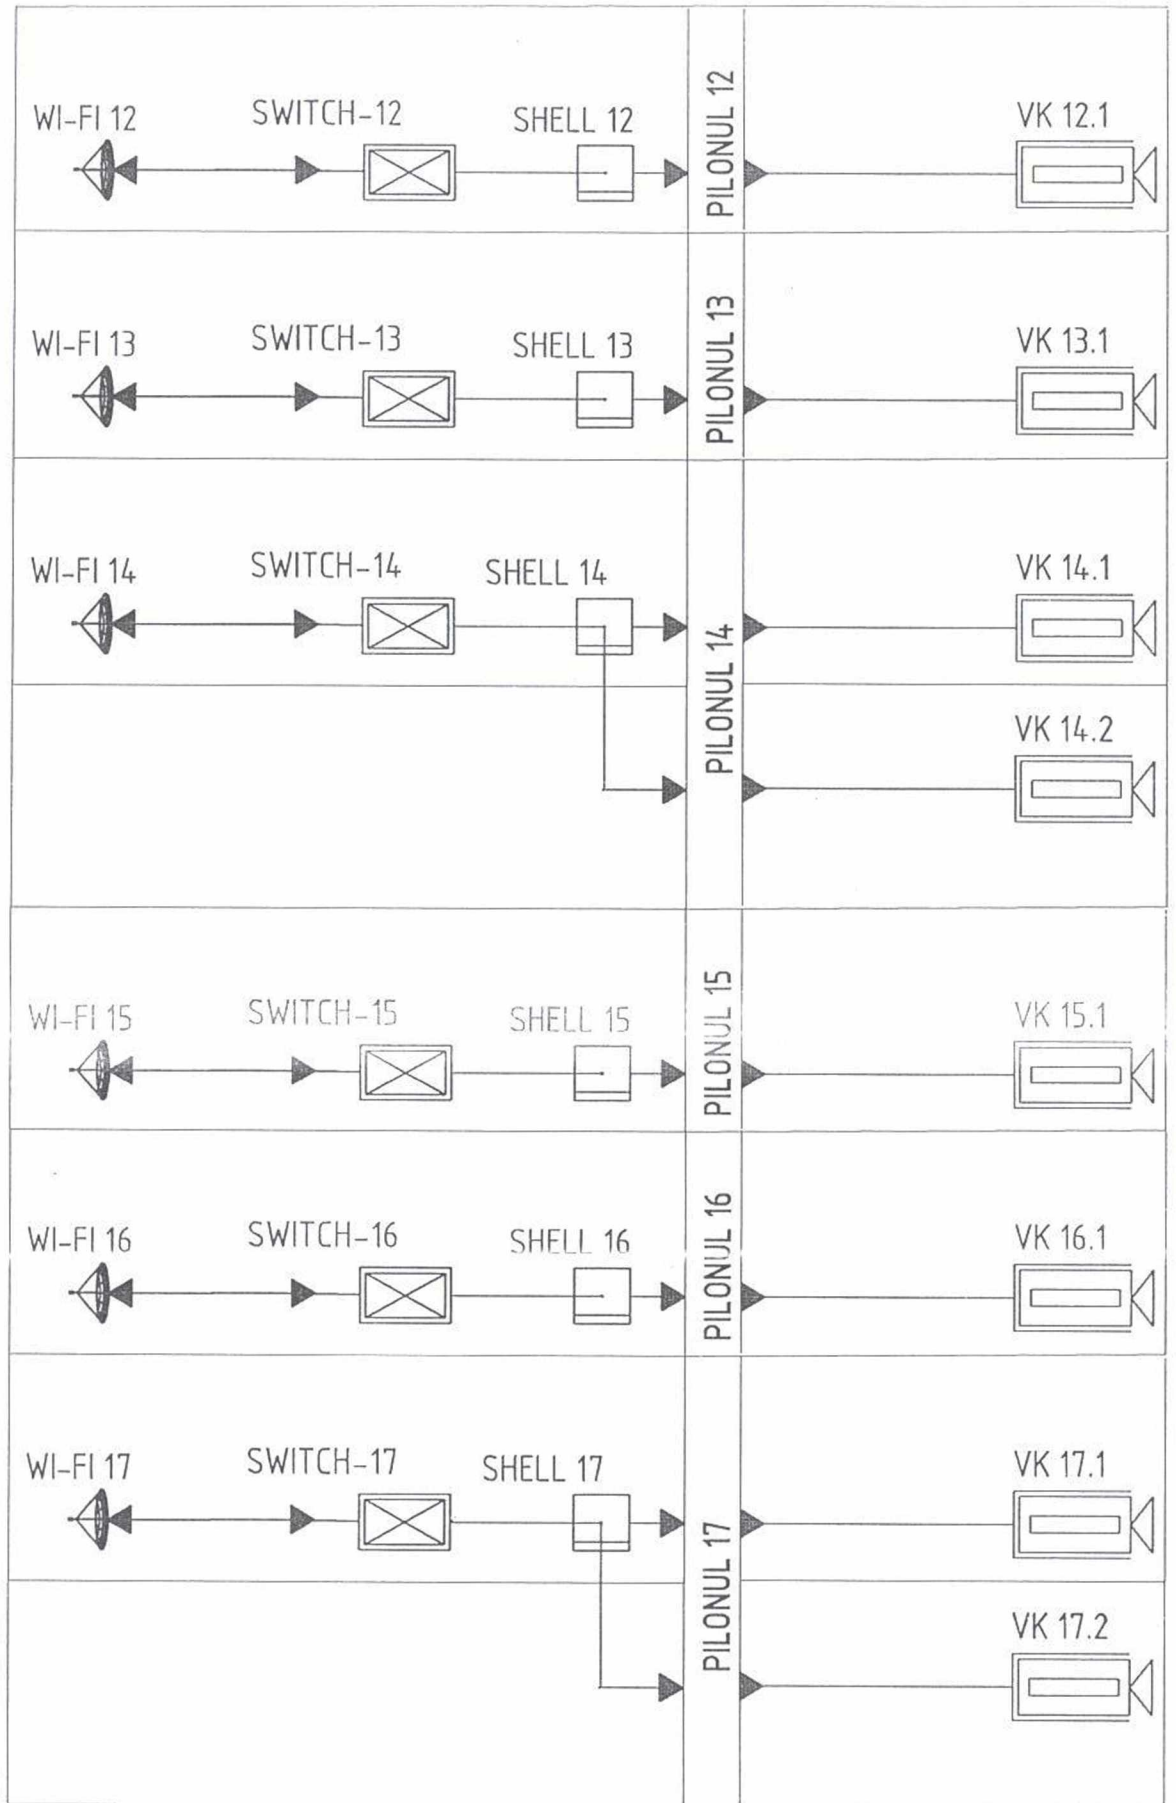 WI-FI 12
SWITCH-12
SHELL 12
PILONUL 12
VK 12.1
WI-FI 13
SWITCH-13
SHELL 13
PILONUL 13
VK 13.1
WI-FI 14
SWITCH-14
SHELL 14
PILONUL 14
VK 14.1
VK 14.2
WI-FI 15
SWITCH-15
SHELL 15
PILONUL 15
VK 15.1
WI-FI 16
SWITCH-16
SHELL 16
PILONUL 16
VK 16.1
WI-FI 17
SWITCH-17
SHELL 17
PILONUL 17
VK 17.1
VK 17.2